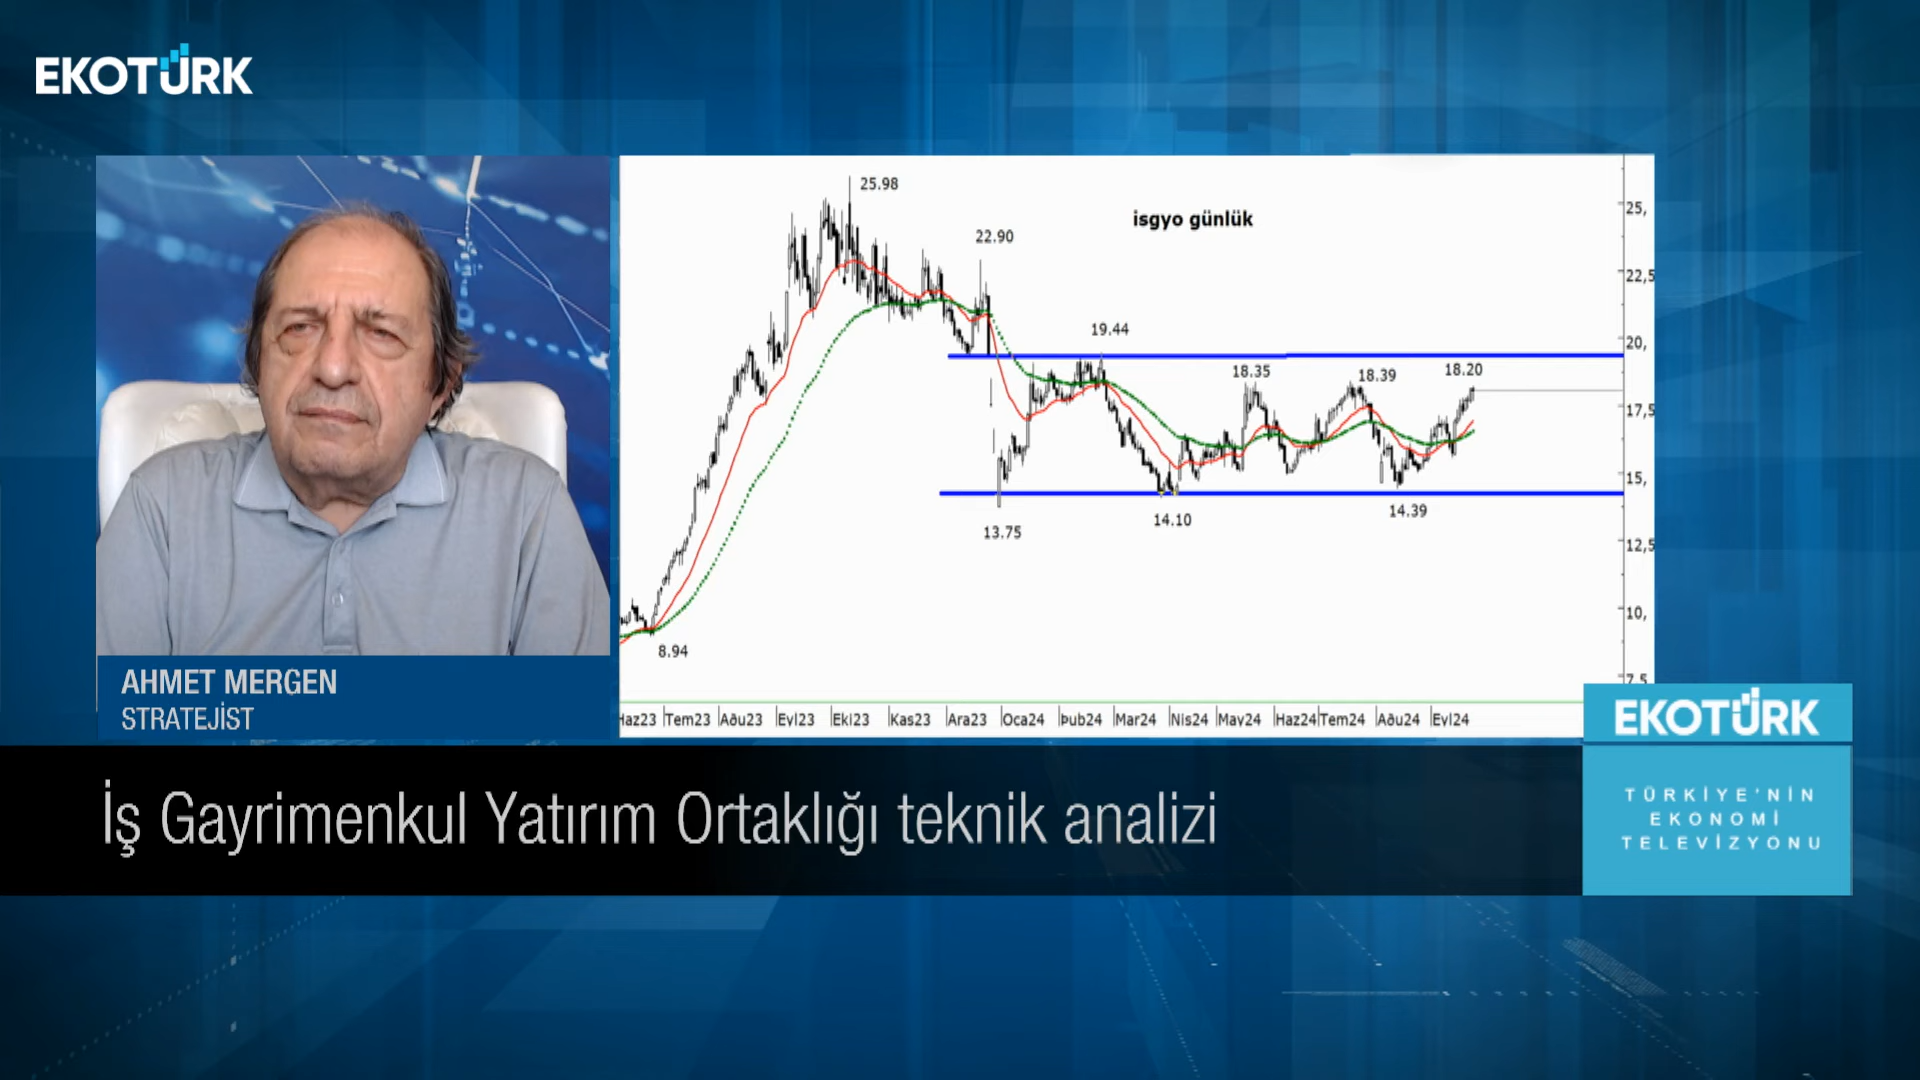 EKOTÜRK
25.98
isgyo günlük
22.90
19.44
18.35
18.39
18.20
13.75
14.10
14.39
8.94
25,
22,5
20,
17,5
15,
12,5
10,
7,5
Haz23 Tem23 Aðu23 Eyl23 Eki23 Kas23 Ara23 Oca24 Þub24 Mar24 Nis24 May24 Haz24 Tem24 Aðu24 Eyl24
AHMET MERGEN
STRATEJİST
EKOTÜRK
İş Gayrimenkul Yatırım Ortaklığı teknik analizi
TÜRKİYE'NİN
EKONOMİ
TELEVİZYONU